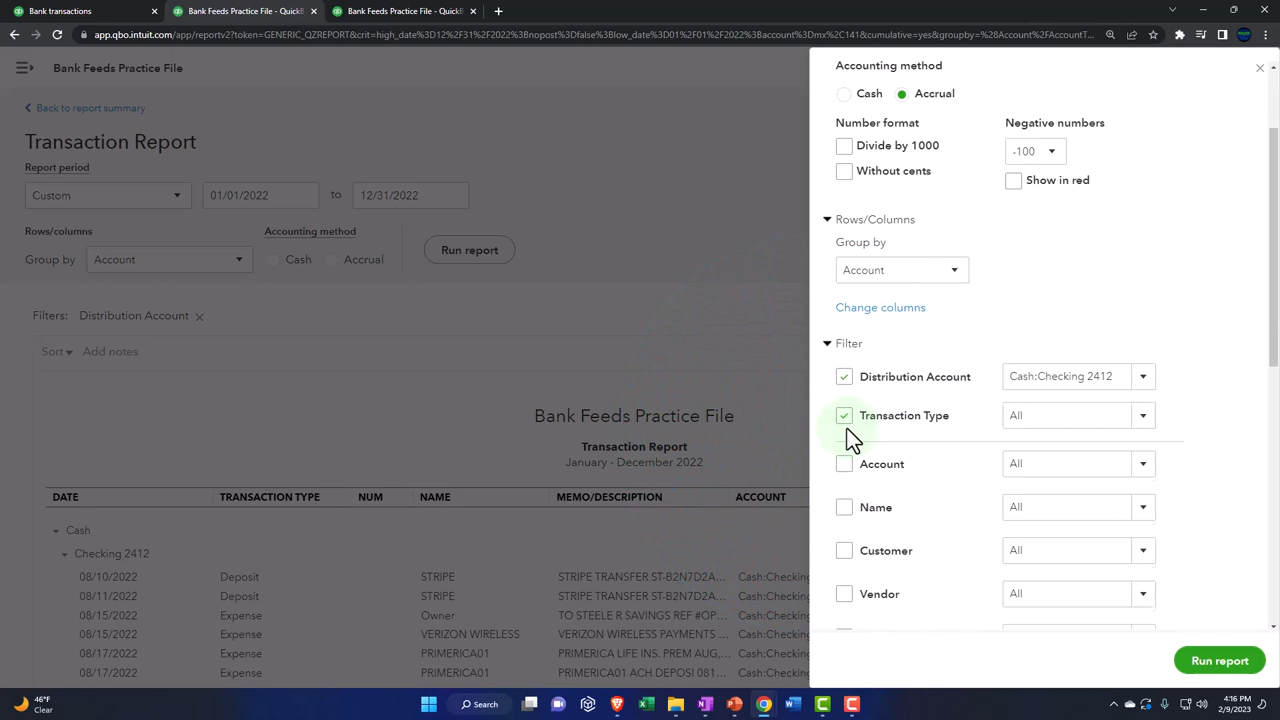 Bank transactions
Bank Feeds Practice File - QuickB
Bank Feeds Practice File - QuickB
app.qbo.intuit.com/app/reportv2?token=GENERIC_QZREPORT&crit=high_date%3D12%2F31%2F2022%3Bnopost%3Dfalse%3Blow_date%3D01%2F01%2F2022%3Baccount%3Dmx%2C141&cumulative=yes&groupby=Account%2FAccountT...
Bank Feeds Practice File
Back to report summary
Transaction Report
Report period
Custom
01/01/2022
to
12/31/2022
Rows/columns
Accounting method
Group by
Account
Cash
Accrual
Run report
Filters:
Distribution Account
Sort
Add notes
Bank Feeds Practice File
Transaction Report
January - December 2022
DATE TRANSACTION TYPE NUM NAME MEMO/DESCRIPTION ACCOUNT
Cash
Checking 2412
08/10/2022 Deposit STRIPE STRIPE TRANSFER ST-B2N7D2A... Cash:Checking
08/11/2022 Deposit STRIPE STRIPE TRANSFER ST-B2N7D2A... Cash:Checking
08/15/2022 Expense Owner TO STEELE R SAVINGS REF #OP... Cash:Checking
08/15/2022 Expense VERIZON WIRELESS VERIZON WIRELESS PAYMENTS ... Cash:Checking
08/17/2022 Expense PRIMERICA01 PRIMERICA LIFE INS. PREM AUG,... Cash:Checking
08/17/2022 Expense PRIMERICA01 PRIMERICA01 ACH DEPOSI 081... Cash:Checking
Accounting method
Cash
Accrual
Number format
Negative numbers
Divide by 1000
-100
Without cents
Show in red
Rows/Columns
Group by
Account
Change columns
Filter
Distribution Account
Cash:Checking 2412
Transaction Type
All
Account
All
Name
All
Customer
All
Vendor
All
Run report
46°F
Clear
Search
4:16 PM
2/9/2023